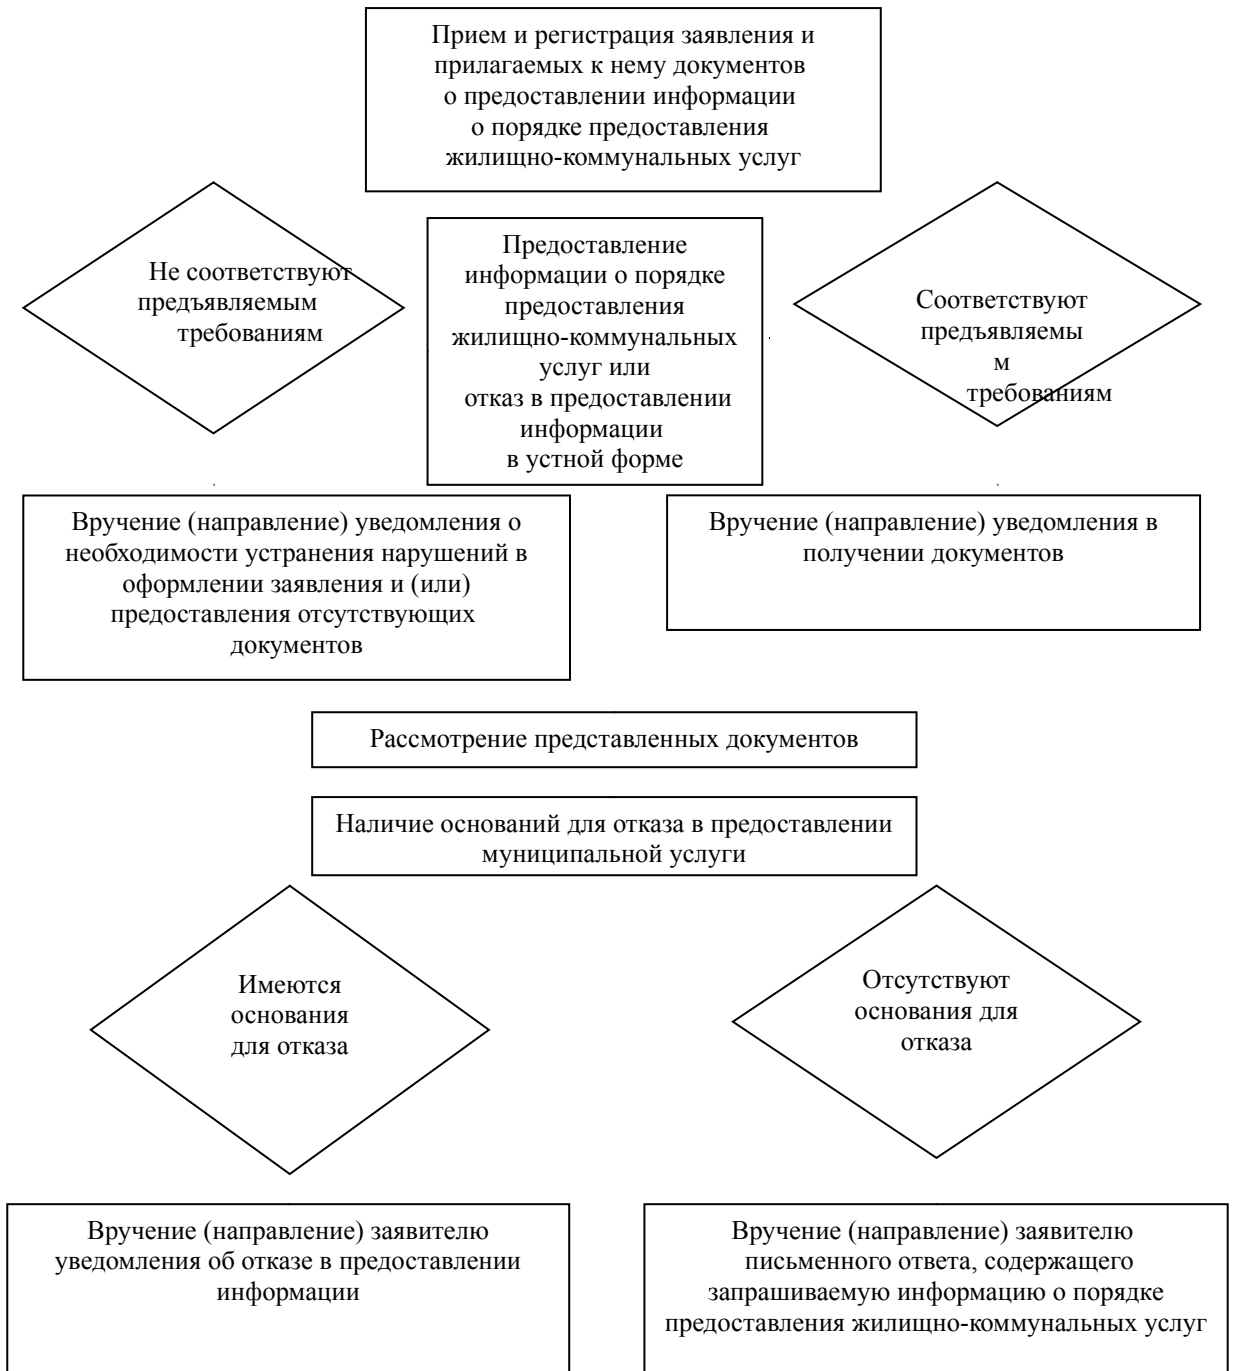 Прием и регистрация заявления и
прилагаемых к нему документов
о предоставлении информации
о порядке предоставления
жилищно-коммунальных услуг
Не соответствуют
предъявляемым
требованиям
Предоставление
информации о порядке
предоставления
жилищно-коммунальных
услуг или
отказ в предоставлении
информации
в устной форме
Соответствуют
предъявляемы
м
требованиям
Вручение (направление) уведомления о
необходимости устранения нарушений в
оформлении заявления и (или)
предоставления отсутствующих
документов
Вручение (направление) уведомления в
получении документов
Рассмотрение представленных документов
Наличие оснований для отказа в предоставлении
муниципальной услуги
Имеются
основания
для отказа
Отсутствуют
основания для
отказа
Вручение (направление) заявителю
уведомления об отказе в предоставлении
информации
Вручение (направление) заявителю
письменного ответа, содержащего
запрашиваемую информацию о порядке
предоставления жилищно-коммунальных услуг